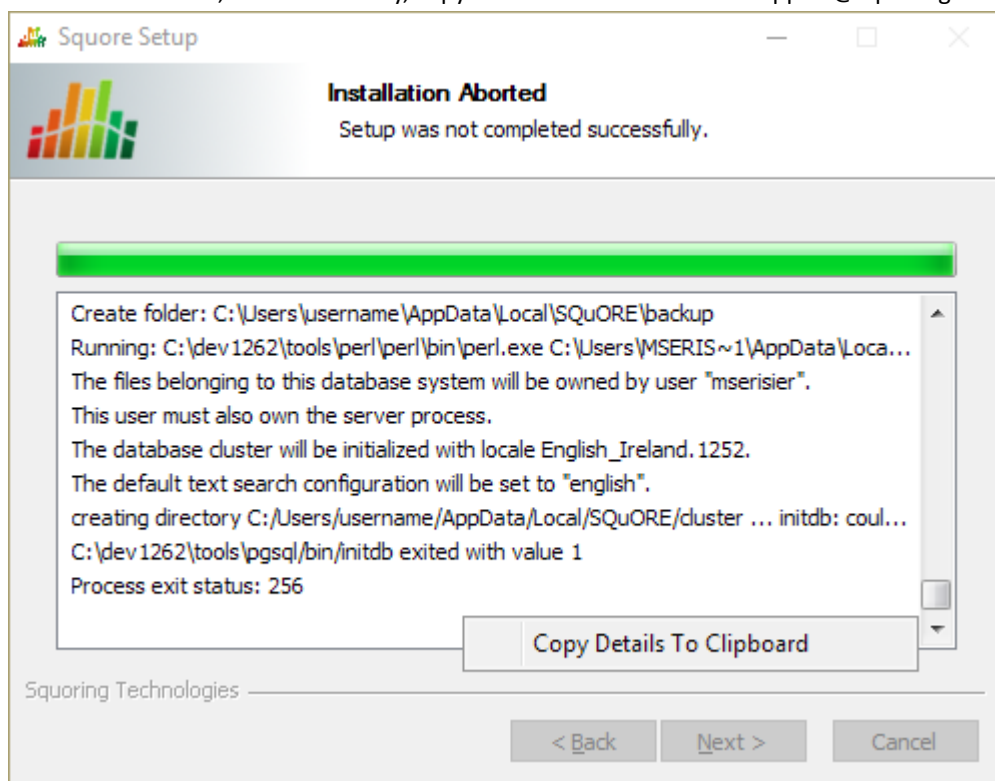 Squore Setup
Installation Aborted
Setup was not completed successfully.
Create folder: C:\Users\username\AppData\Local\SQuORE\backup
Running: C:\dev1262\tools\perl\perl\bin\perl.exe C:\Users\MSERIS~1\AppData\Loca...
The files belonging to this database system will be owned by user "mserisier".
This user must also own the server process.
The database cluster will be initialized with locale English_Ireland.1252.
The default text search configuration will be set to "english".
creating directory C:/Users/username/AppData/Local/SQuORE/cluster ... initdb: coul...
C:\dev1262\tools\pgsql/bin/initdb exited with value 1
Process exit status: 256
Copy Details To Clipboard
Squoring Technologies
< Back
Next >
Cancel